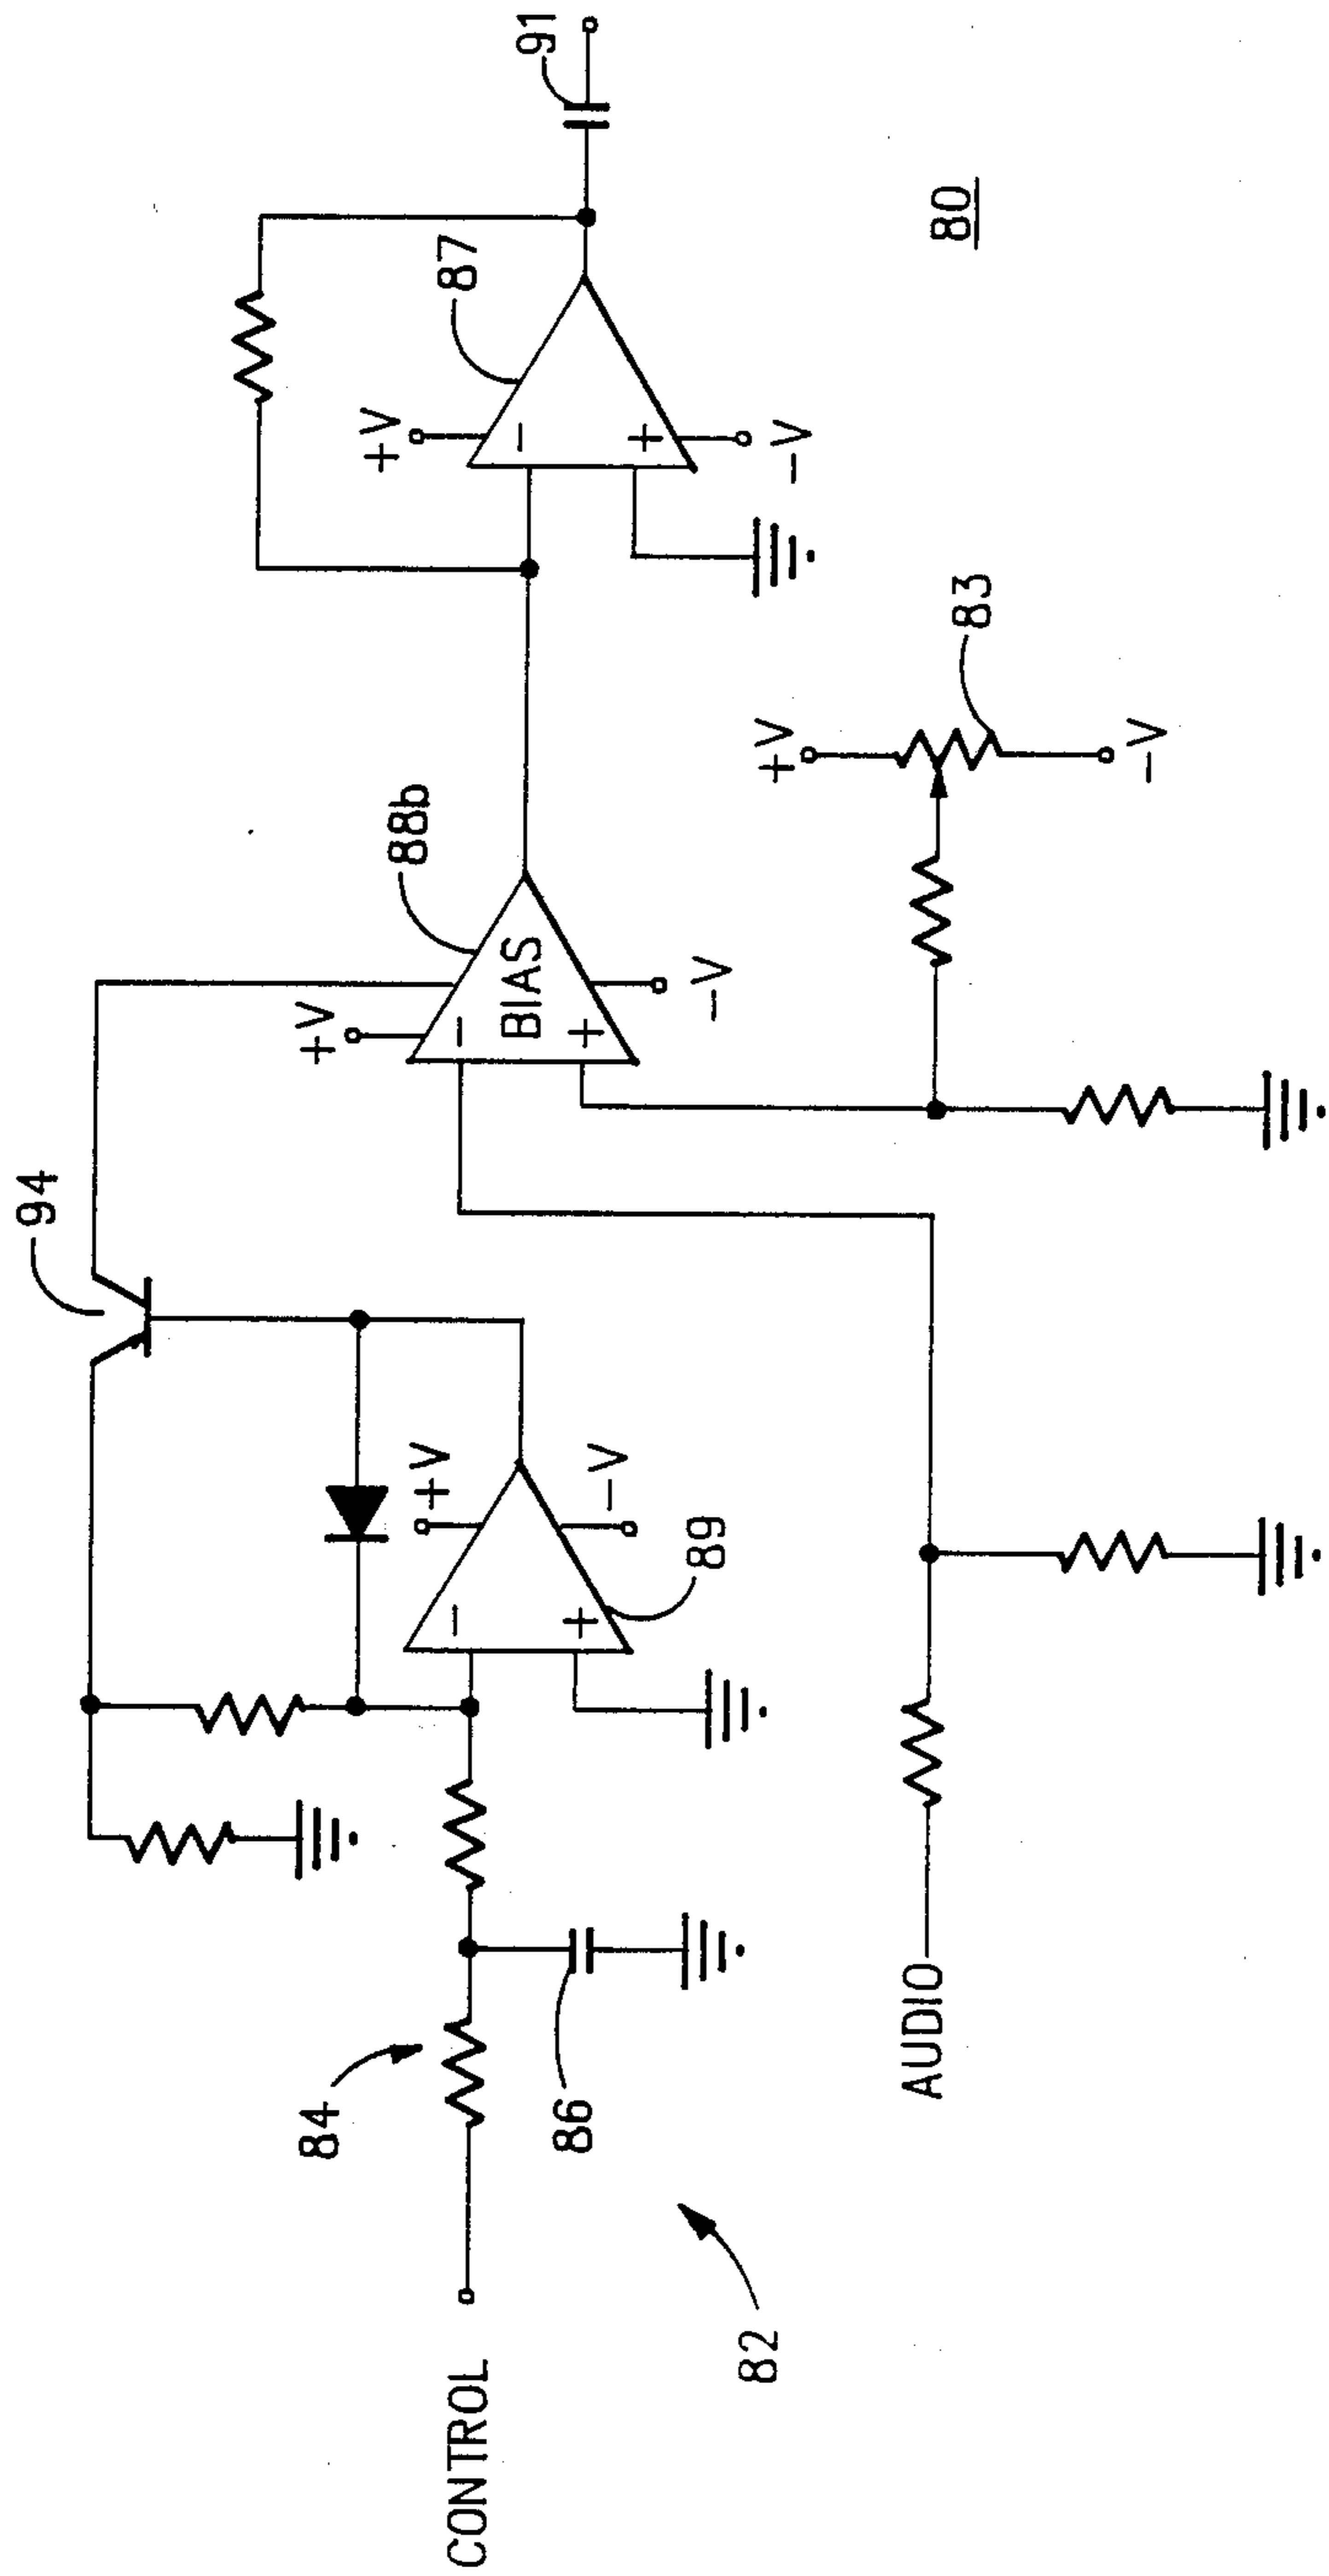 94
88b
87
91
+V
+V
+V
-
BIAS
+
-V
-
+
-V
-
+
-V
89
84
86
+V
83
-V
80
CONTROL
82
AUDIO